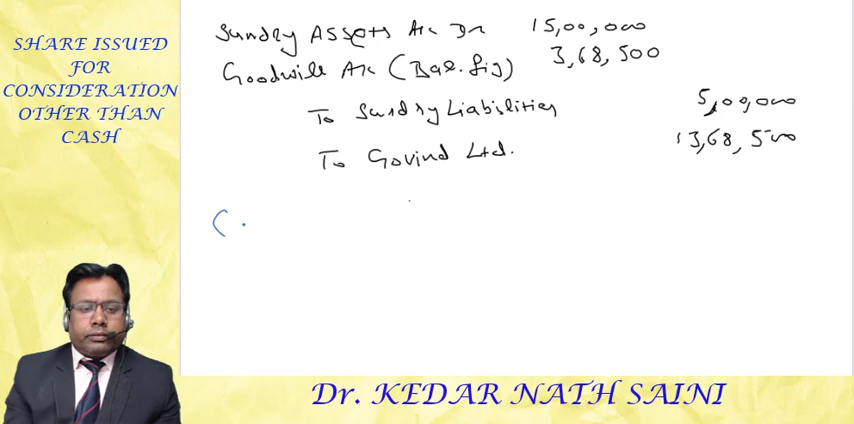 SHARE ISSUED
FOR
CONSIDERATION
OTHER THAN
CASH
Sundry Assets A/c Dr 15,00,000
Goodwill A/c (Bal. fig) 3,68,500
To Sundry Liabilities 5,00,000
To Govind Ltd. 13,68,500
(.
Dr. KEDAR NATH SAINI